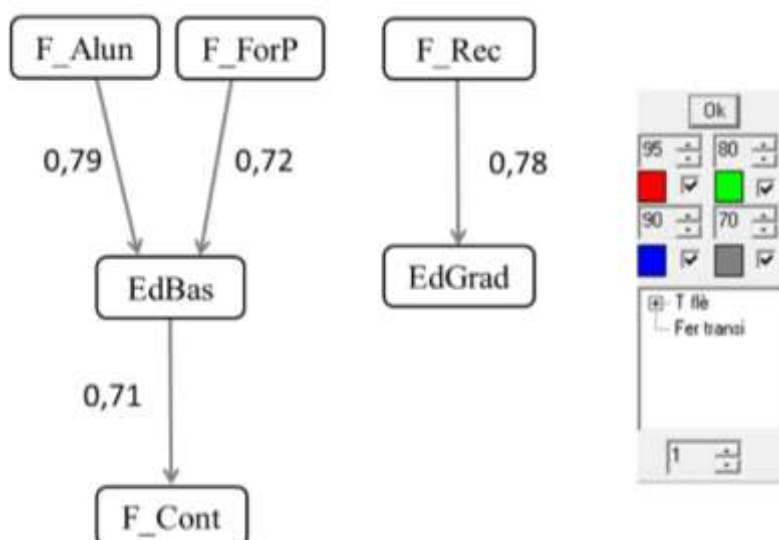 F_Alun
F_ForP
F_Rec
0,79
0,72
0,78
EdBas
EdGrad
0,71
F_Cont
Ok
95
80
90
70
T flè
Fer transi
1